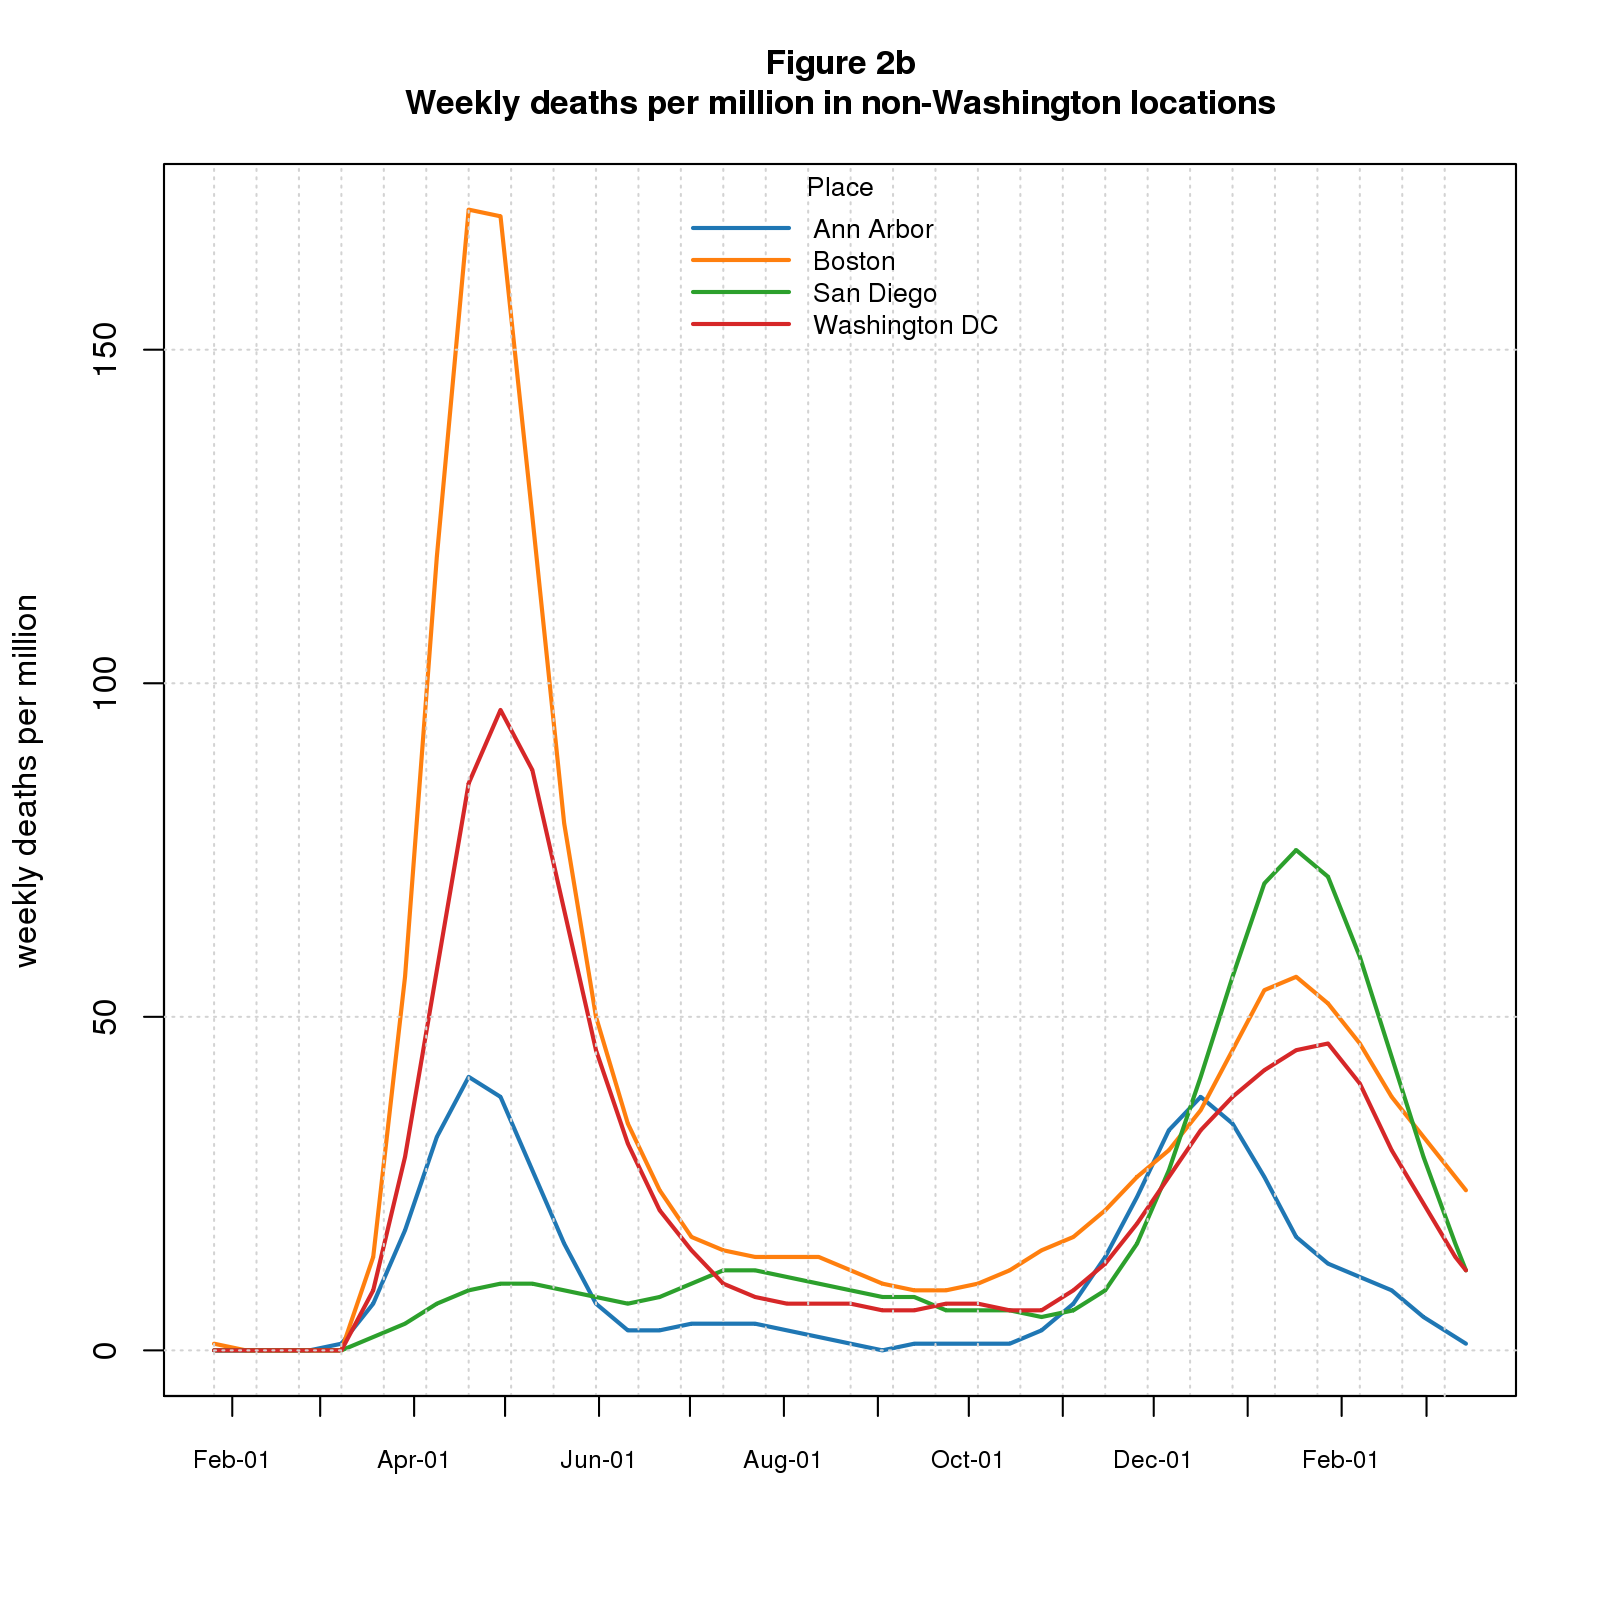 Figure 2b
Weekly deaths per million in non-Washington locations
Place
Ann Arbor
Boston
San Diego
Washington DC
weekly deaths per million
150
100
50
0
Feb-01 Apr-01 Jun-01 Aug-01 Oct-01 Dec-01 Feb-01